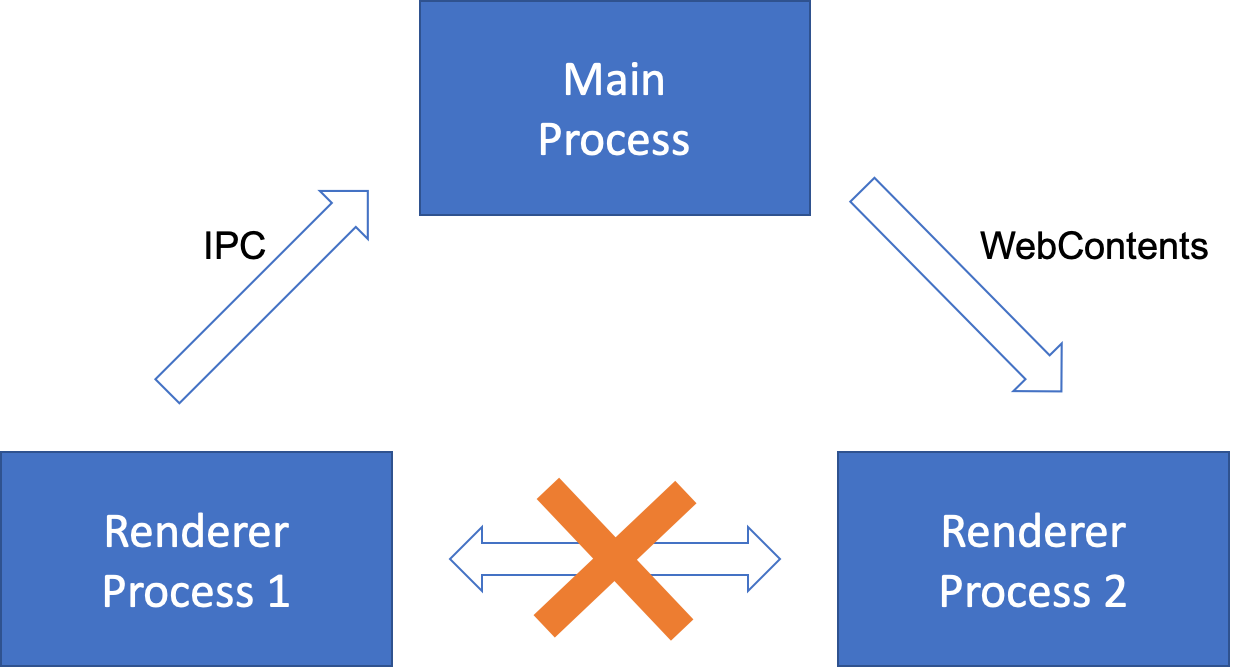 Main
Process
IPC
WebContents
Renderer
Process 1
Renderer
Process 2